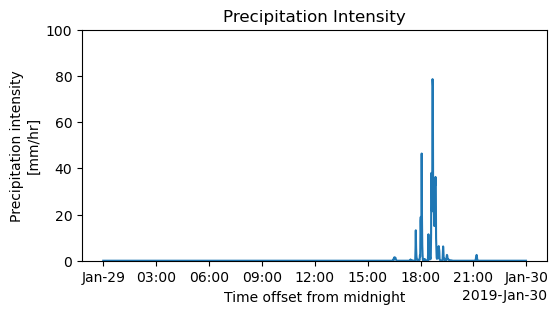 Precipitation Intensity
Precipitation intensity
[mm/hr]
100
80
60
40
20
0
Jan-29 03:00 06:00 09:00 12:00 15:00 18:00 21:00 Jan-30
Time offset from midnight
2019-Jan-30